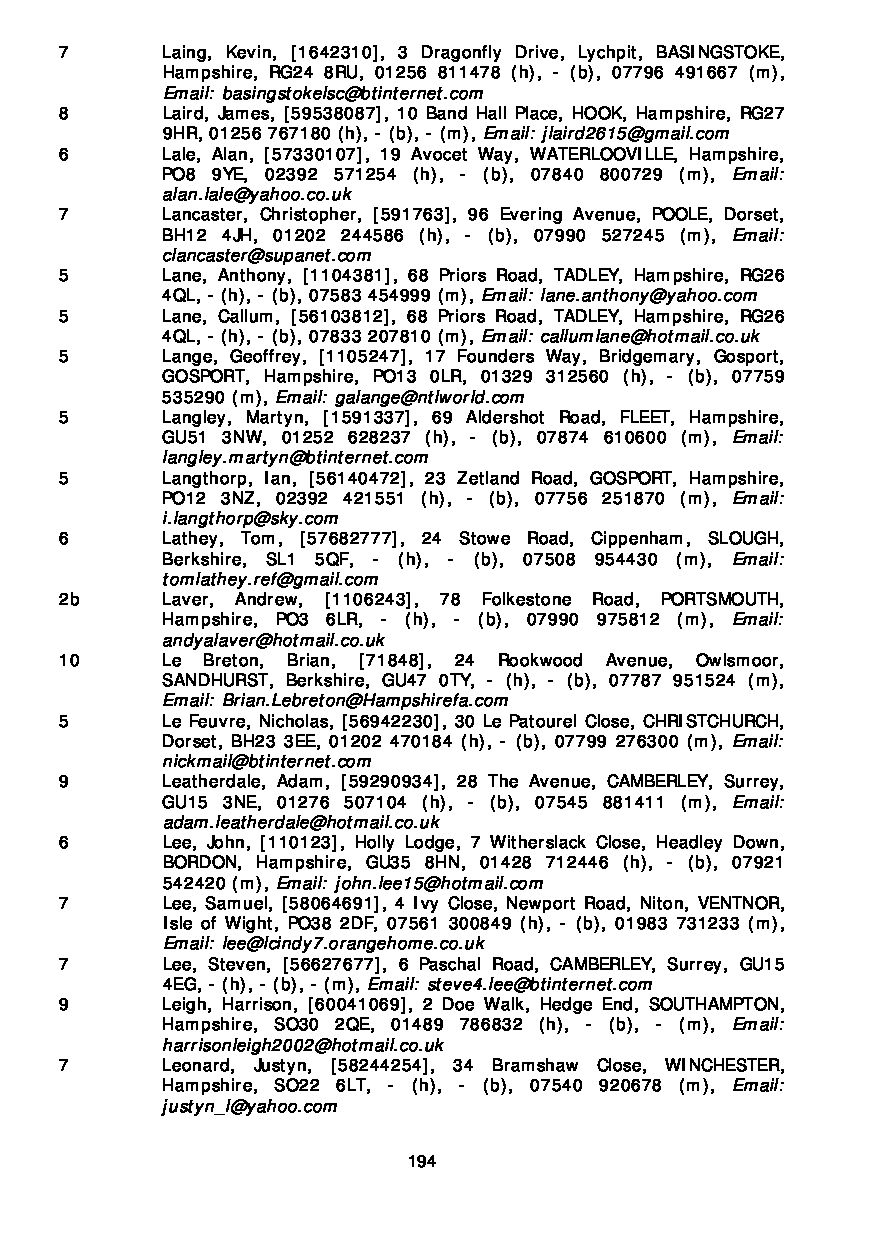 7 Laing, Kevin, [1642310], 3 Dragonfly Drive, Lychpit, BASINGSTOKE,
Hampshire, RG24 8RU, 01256 811478 (h), - (b), 07796 491667 (m),
Email: basingstokelsc@btinternet.com
8 Laird, James, [59538087], 10 Band Hall Place, HOOK, Hampshire, RG27
9HR, 01256 767180 (h), - (b), - (m), Email: jlaird2615@gmail.com
6 Lale, Alan, [57330107], 19 Avocet Way, WATERLOOVILLE, Hampshire,
PO8 9YE, 02392 571254 (h), - (b), 07840 800729 (m), Email:
alan.lale@yahoo.co.uk
7 Lancaster, Christopher, [591763], 96 Evering Avenue, POOLE, Dorset,
BH12 4JH, 01202 244586 (h), - (b), 07990 527245 (m), Email:
clancaster@supanet.com
5 Lane, Anthony, [1104381], 68 Priors Road, TADLEY, Hampshire, RG26
4QL, - (h), - (b), 07583 454999 (m), Email: lane.anthony@yahoo.com
5 Lane, Callum, [56103812], 68 Priors Road, TADLEY, Hampshire, RG26
4QL, - (h), - (b), 07833 207810 (m), Email: callumlane@hotmail.co.uk
5 Lange, Geoffrey, [1105247], 17 Founders Way, Bridgemary, Gosport,
GOSPORT, Hampshire, PO13 0LR, 01329 312560 (h), - (b), 07759
535290 (m), Email: galange@ntlworld.com
5 Langley, Martyn, [1591337], 69 Aldershot Road, FLEET, Hampshire,
GU51 3NW, 01252 628237 (h), - (b), 07874 610600 (m), Email:
langley.martyn@btinternet.com
5 Langthorp, Ian, [56140472], 23 Zetland Road, GOSPORT, Hampshire,
PO12 3NZ, 02392 421551 (h), - (b), 07756 251870 (m), Email:
i.langthorp@sky.com
6 Lathey, Tom, [57682777], 24 Stowe Road, Cippenham, SLOUGH,
Berkshire, SL1 5QF, - (h), - (b), 07508 954430 (m), Email:
tomlathey.ref@gmail.com
2b Laver, Andrew, [1106243], 78 Folkestone Road, PORTSMOUTH,
Hampshire, PO3 6LR, - (h), - (b), 07990 975812 (m), Email:
andyalaver@hotmail.co.uk
10 Le Breton, Brian, [71848], 24 Rookwood Avenue, Owlsmoor,
SANDHURST, Berkshire, GU47 0TY, - (h), - (b), 07787 951524 (m),
Email: Brian.Lebreton@Hampshirefa.com
5 Le Feuvre, Nicholas, [56942230], 30 Le Patourel Close, CHRISTCHURCH,
Dorset, BH23 3EE, 01202 470184 (h), - (b), 07799 276300 (m), Email:
nickmail@btinternet.com
9 Leatherdale, Adam, [59290934], 28 The Avenue, CAMBERLEY, Surrey,
GU15 3NE, 01276 507104 (h), - (b), 07545 881411 (m), Email:
adam.leatherdale@hotmail.co.uk
6 Lee, John, [110123], Holly Lodge, 7 Witherslack Close, Headley Down,
BORDON, Hampshire, GU35 8HN, 01428 712446 (h), - (b), 07921
542420 (m), Email: john.lee15@hotmail.com
7 Lee, Samuel, [58064691], 4 Ivy Close, Newport Road, Niton, VENTNOR,
Isle of Wight, PO38 2DF, 07561 300849 (h), - (b), 01983 731233 (m),
Email: lee@lcindy7.orangehome.co.uk
7 Lee, Steven, [56627677], 6 Paschal Road, CAMBERLEY, Surrey, GU15
4EG, - (h), - (b), - (m), Email: steve4.lee@btinternet.com
9 Leigh, Harrison, [60041069], 2 Doe Walk, Hedge End, SOUTHAMPTON,
Hampshire, SO30 2QE, 01489 786832 (h), - (b), - (m), Email:
harrisonleigh2002@hotmail.co.uk
7 Leonard, Justyn, [58244254], 34 Bramshaw Close, WINCHESTER,
Hampshire, SO22 6LT, - (h), - (b), 07540 920678 (m), Email:
justyn_l@yahoo.com
194